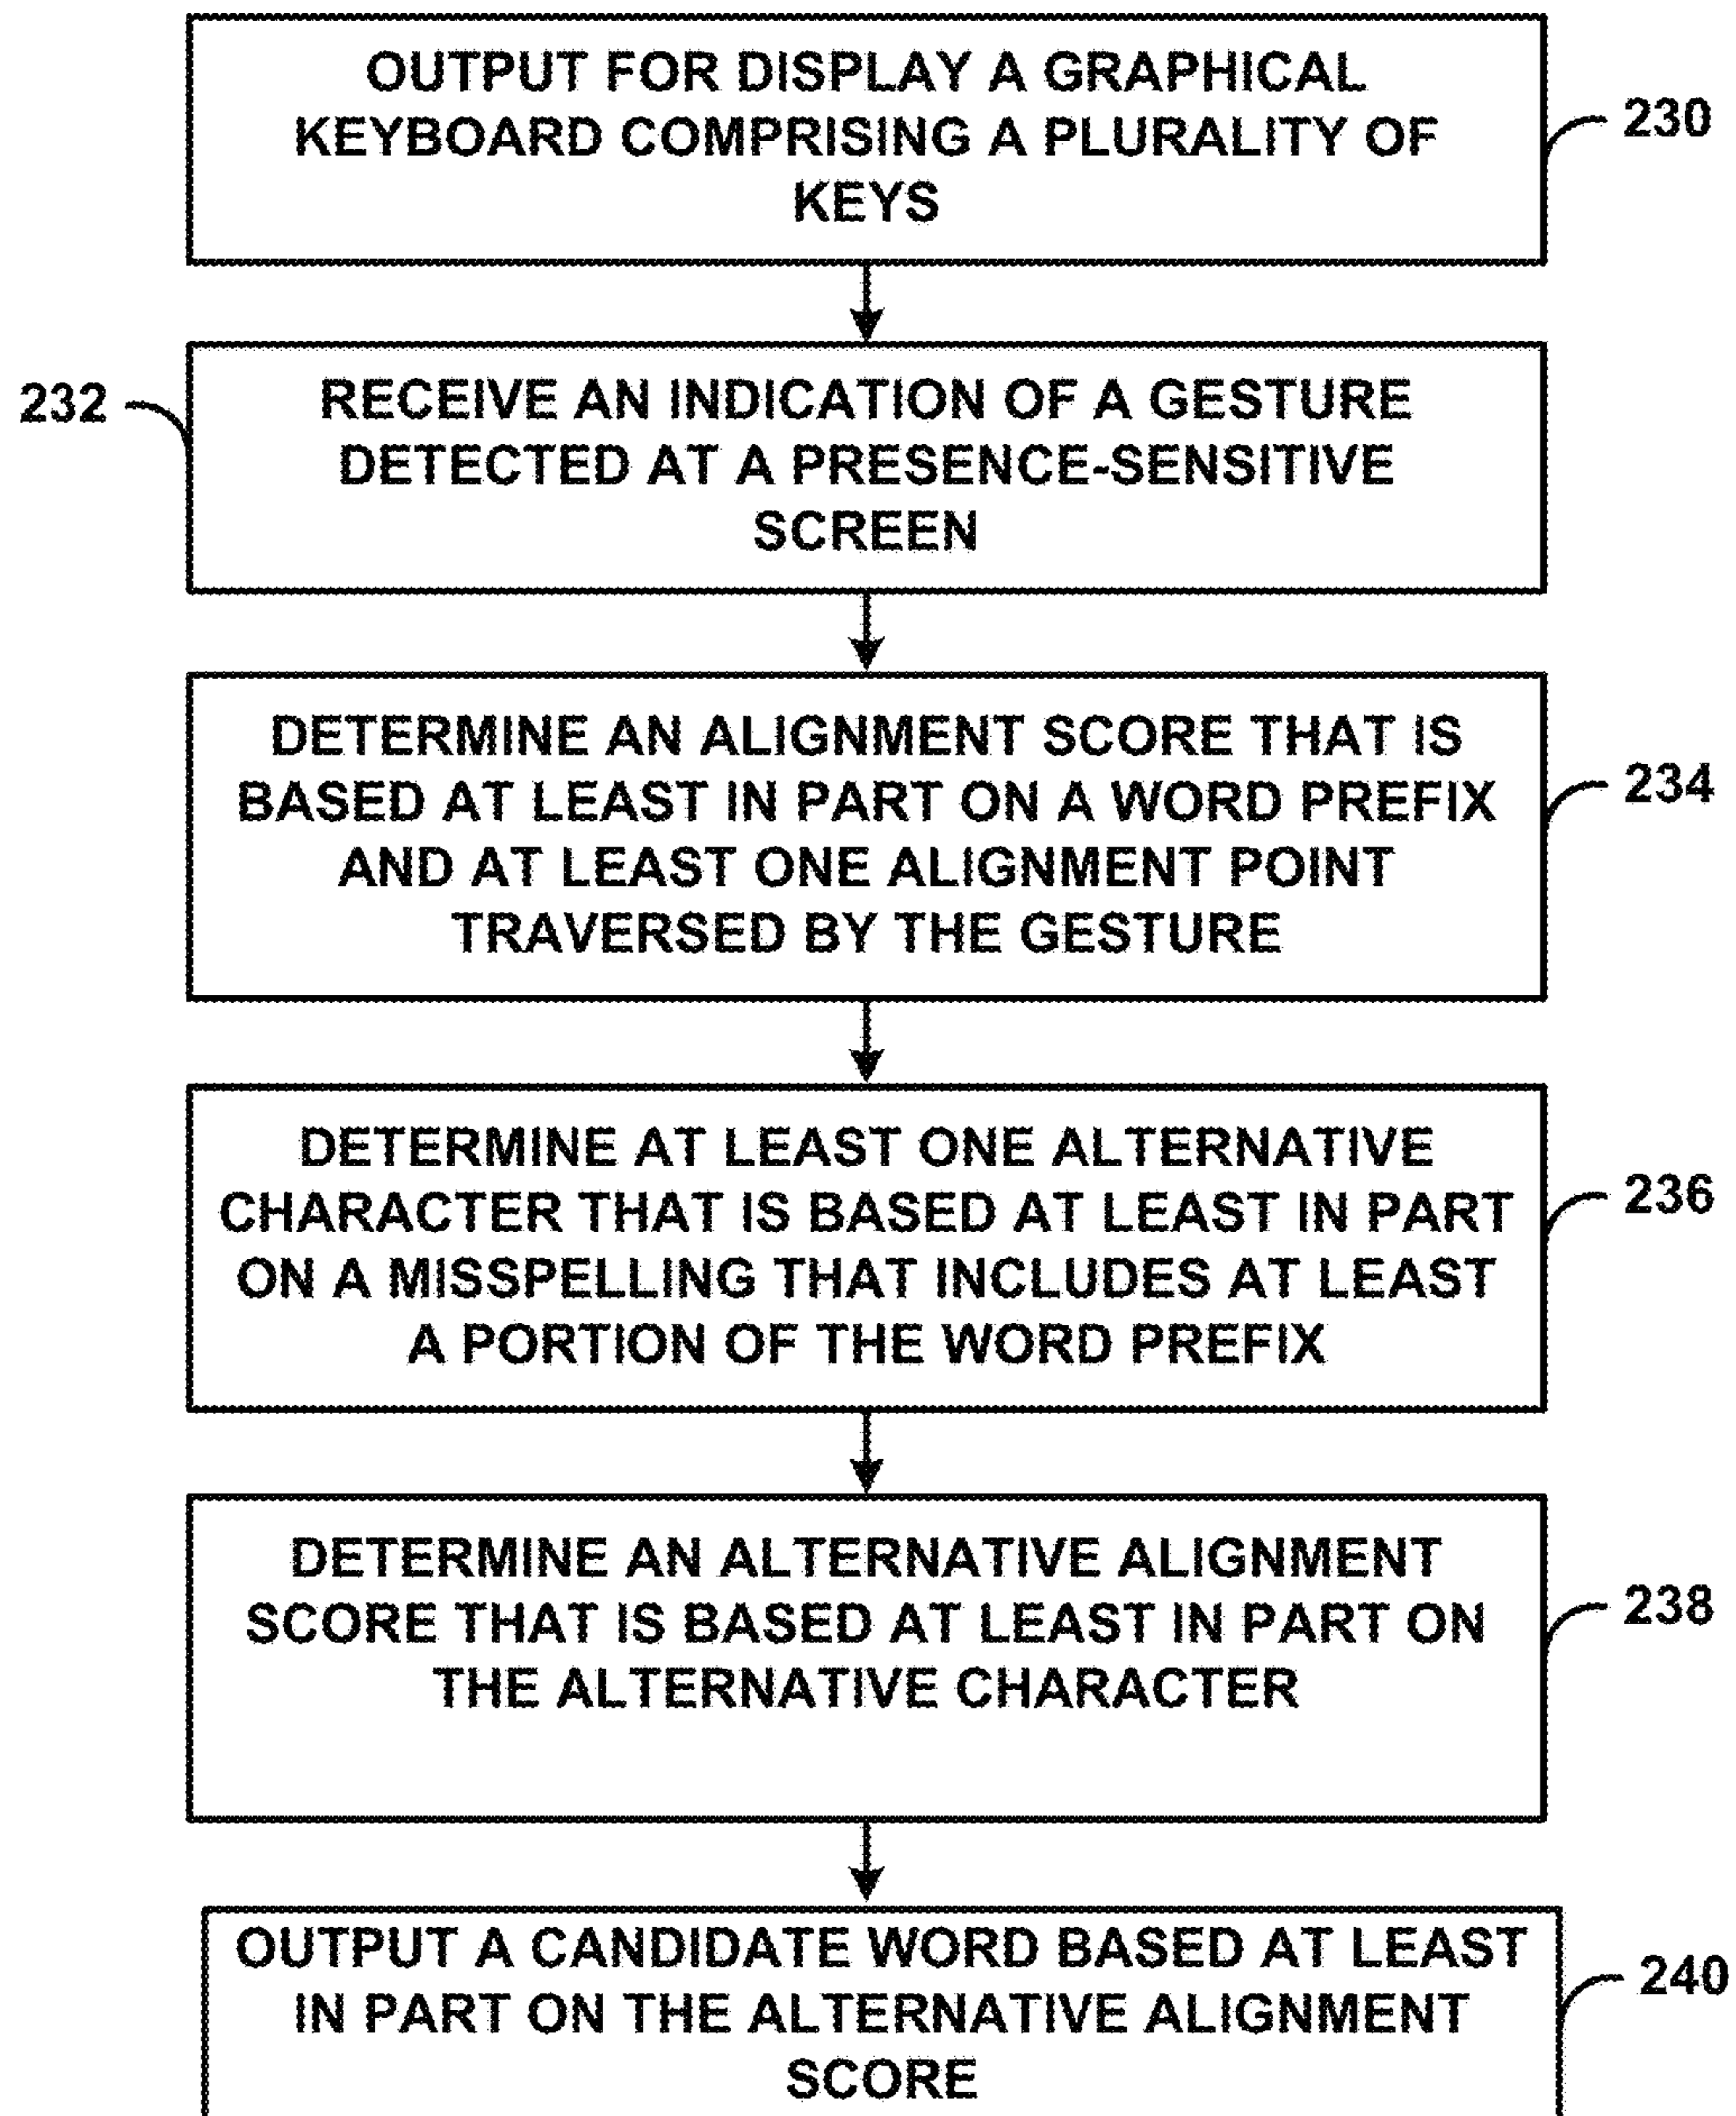 OUTPUT FOR DISPLAY A GRAPHICAL
KEYBOARD COMPRISING A PLURALITY OF
KEYS
230
232
RECEIVE AN INDICATION OF A GESTURE
DETECTED AT A PRESENCE-SENSITIVE
SCREEN
DETERMINE AN ALIGNMENT SCORE THAT IS
BASED AT LEAST IN PART ON A WORD PREFIX
AND AT LEAST ONE ALIGNMENT POINT
TRAVERSED BY THE GESTURE
234
DETERMINE AT LEAST ONE ALTERNATIVE
CHARACTER THAT IS BASED AT LEAST IN PART
ON A MISSPELLING THAT INCLUDES AT LEAST
A PORTION OF THE WORD PREFIX
236
DETERMINE AN ALTERNATIVE ALIGNMENT
SCORE THAT IS BASED AT LEAST IN PART ON
THE ALTERNATIVE CHARACTER
238
OUTPUT A CANDIDATE WORD BASED AT LEAST
IN PART ON THE ALTERNATIVE ALIGNMENT
SCORE
240